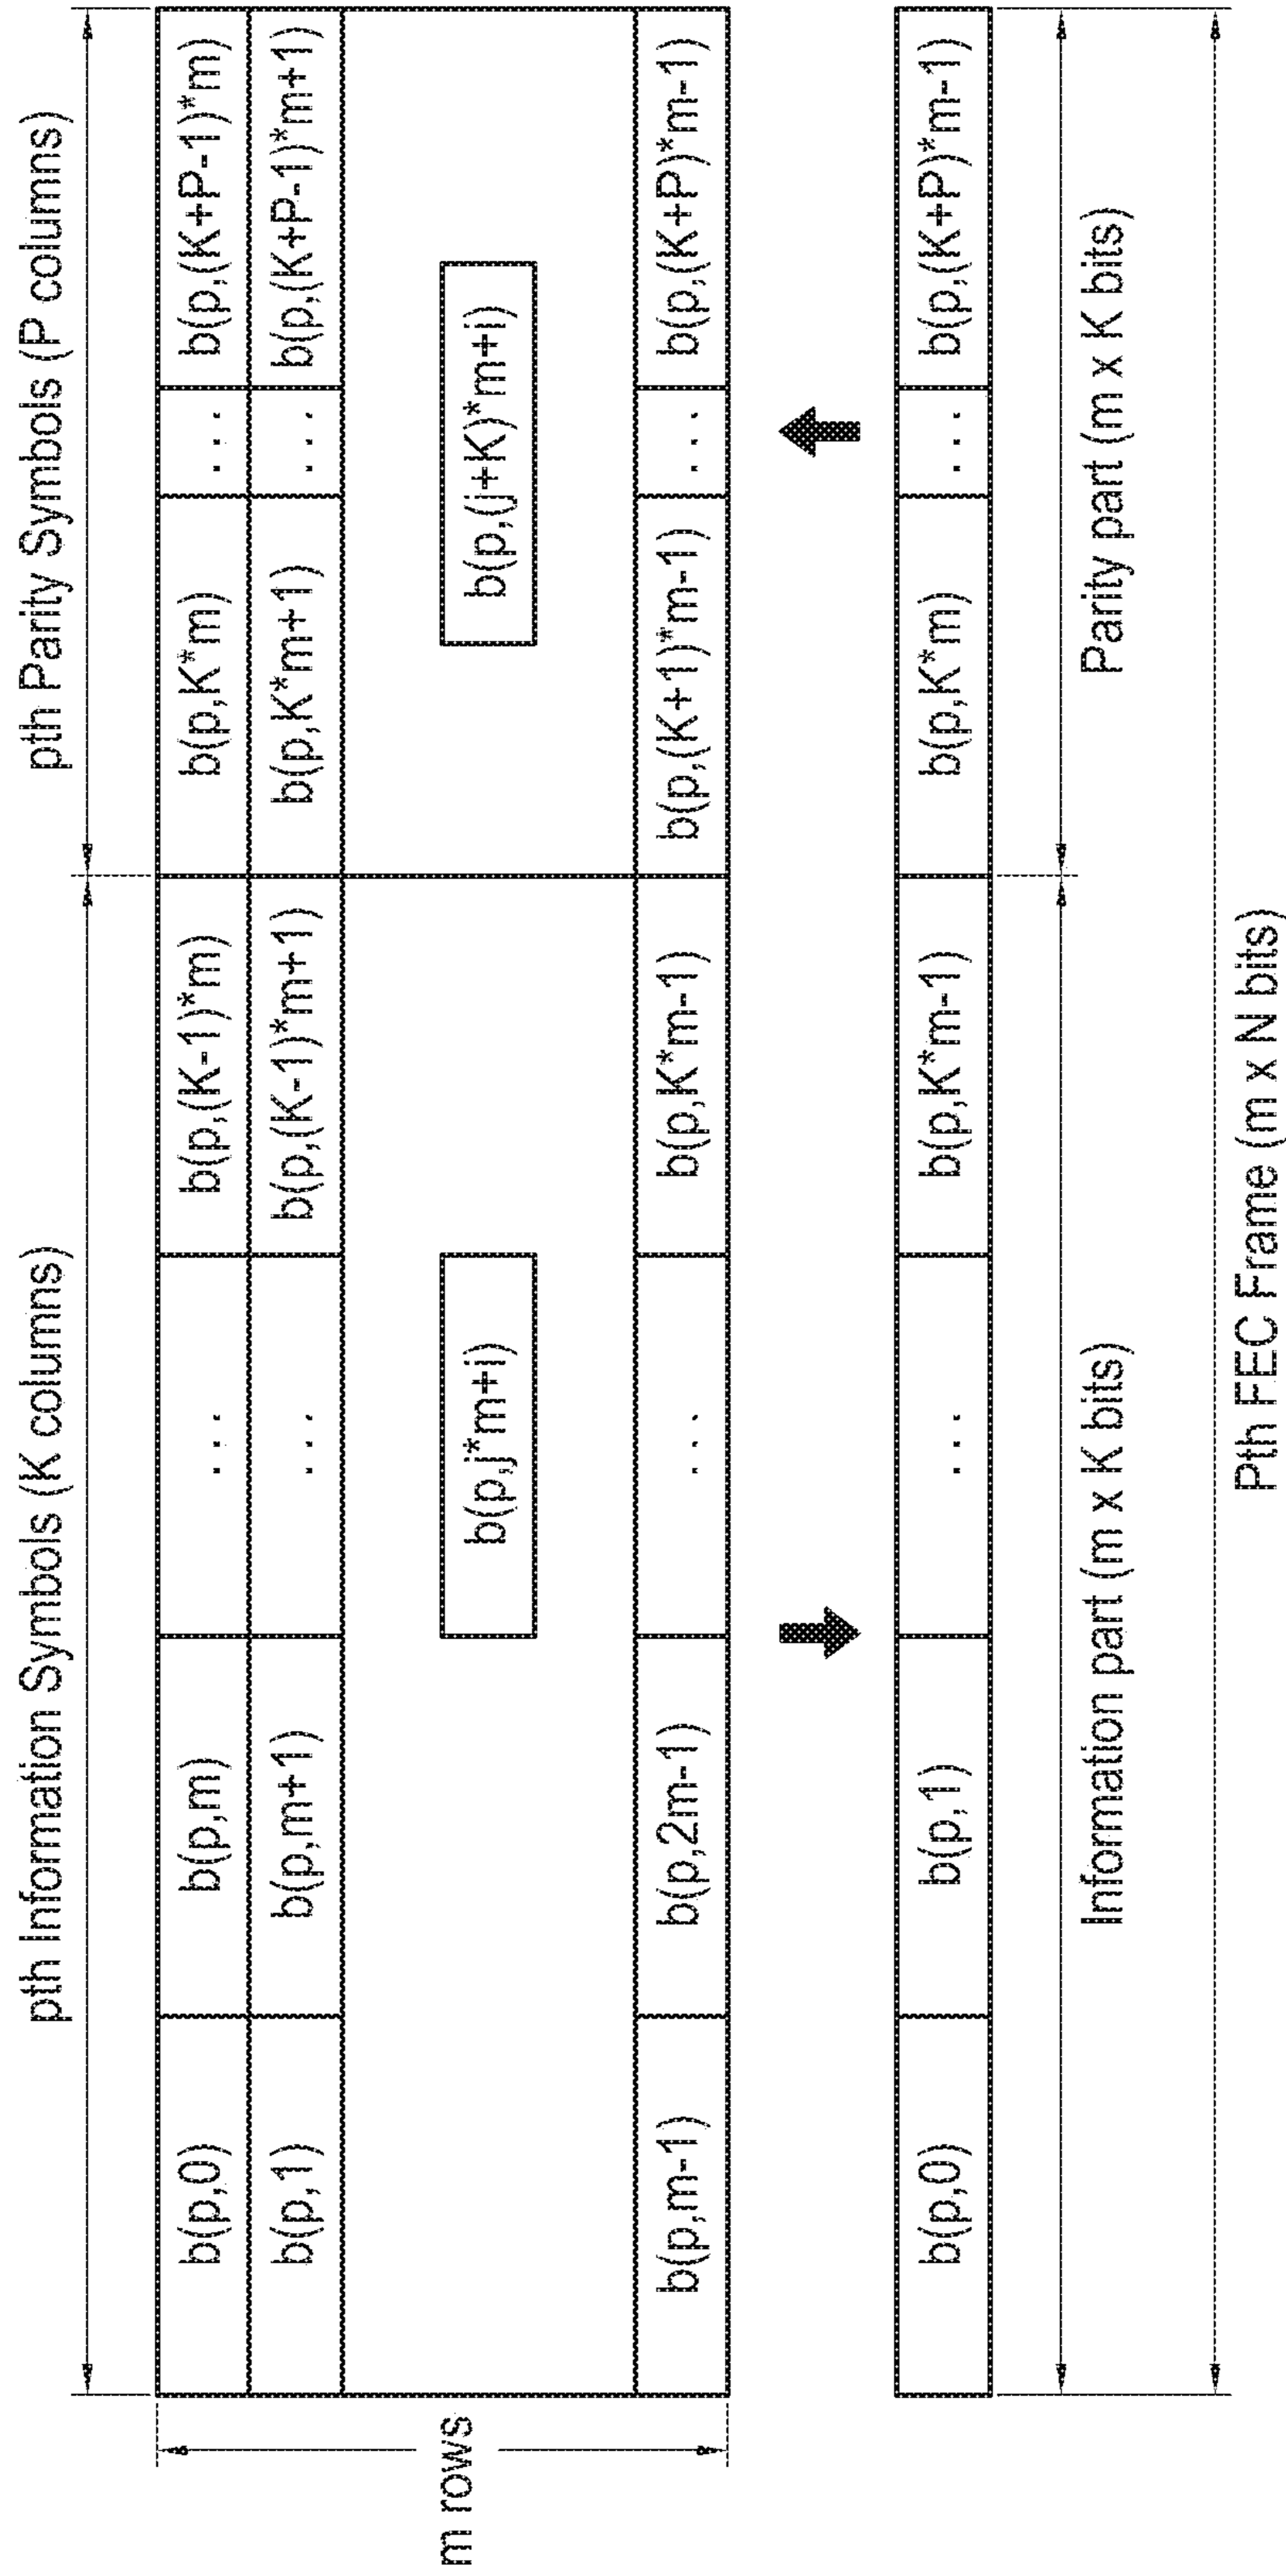 pth Information Symbols (K columns) pth Parity Symbols (P columns)
b(p,0) b(p,m) ... b(p,(K-1)*m) b(p,K*m) ... b(p,(K+P-1)*m)
b(p,1) b(p,m+1) ... b(p,(K-1)*m+1) b(p,K*m+1) ... b(p,(K+P-1)*m+1)
m rows b(p,j*m+i) b(p,(j+K)*m+i)
b(p,m-1) b(p,2m-1) ... b(p,K*m-1) b(p,(K+1)*m-1) ... b(p,(K+P)*m-1)
b(p,0) b(p,1) ... b(p,K*m-1) b(p,K*m) ... b(p,(K+P)*m-1)
Information part (m x K bits) Parity part (m x K bits)
Pth FEC Frame (m x N bits)